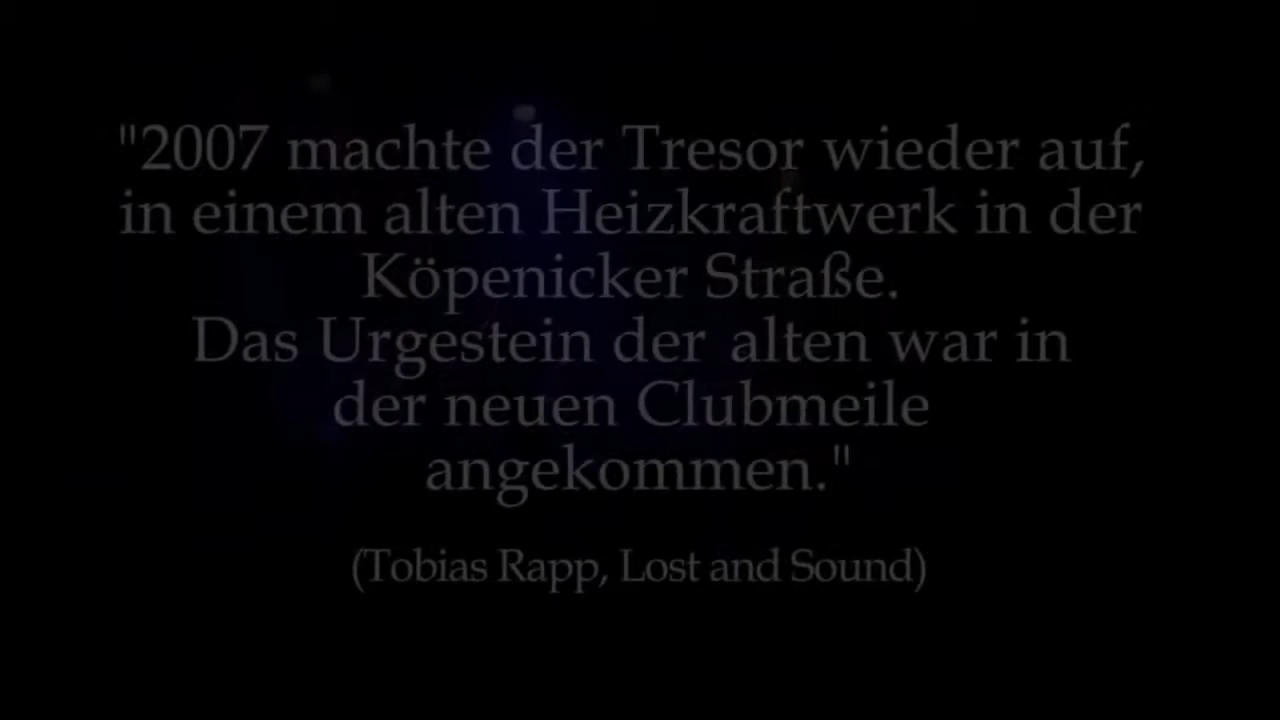 "2007 machte der Tresor wieder auf,
in einem alten Heizkraftwerk in der
Köpenicker Straße.
Das Urgestein der alten war in
der neuen Clubmeile
angekommen."
(Tobias Rapp, Lost and Sound)